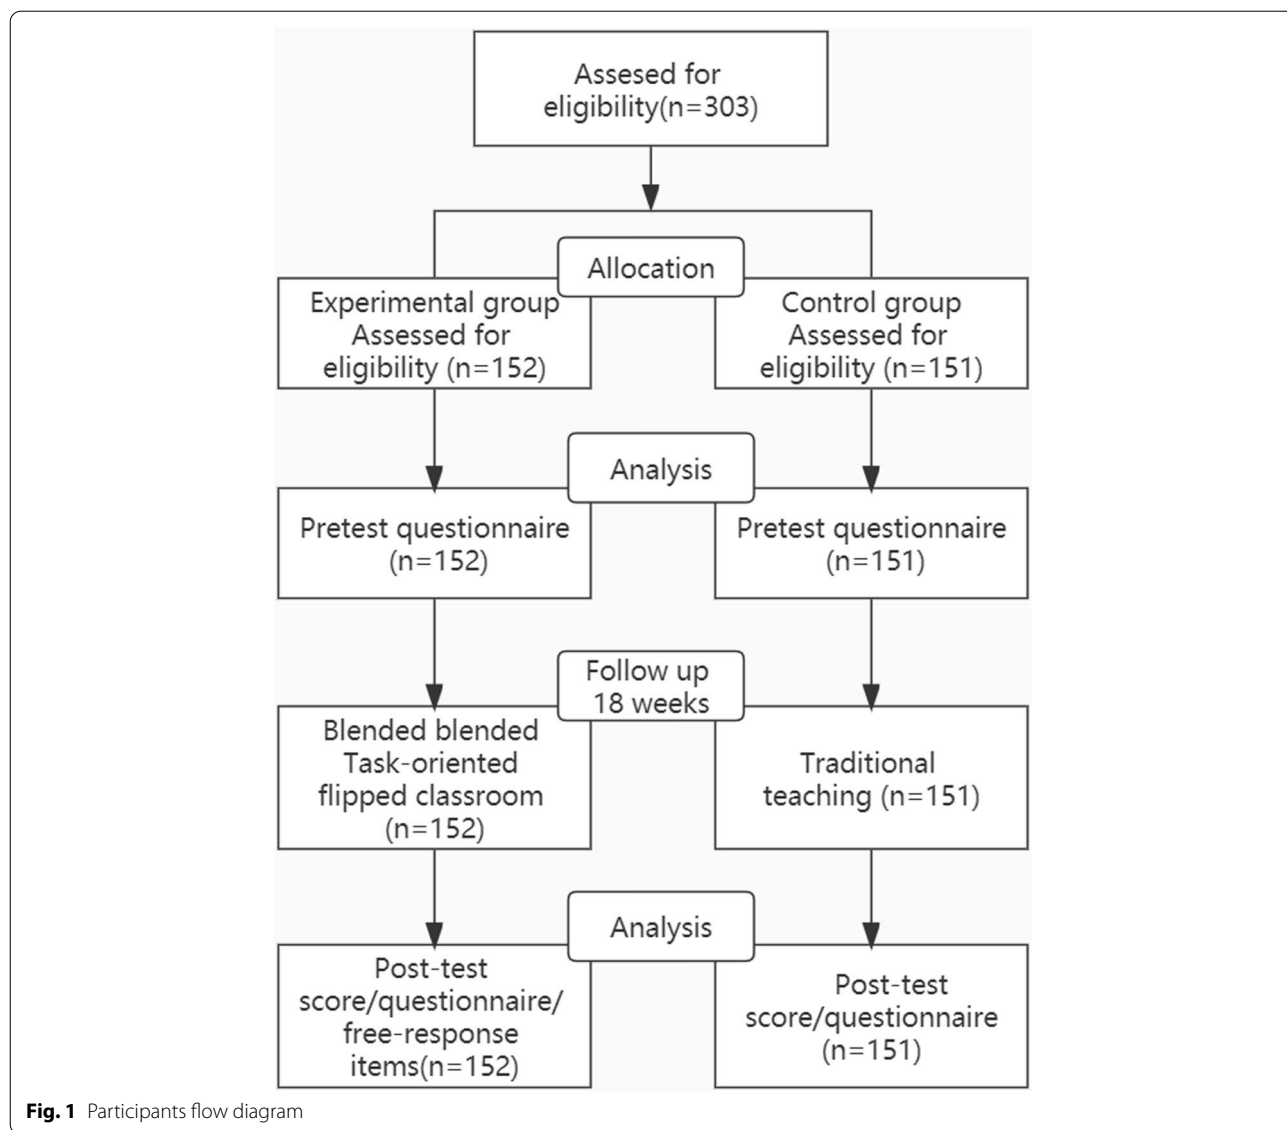 Assesed for
eligibility(n=303)
Allocation
Experimental group
Assessed for
eligibility (n=152)
Control group
Assessed for
eligibility (n=151)
Analysis
Pretest questionnaire
(n=152)
Pretest questionnaire
(n=151)
Follow up
18 weeks
Blended blended
Task-oriented
flipped classroom
(n=152)
Traditional
teaching (n=151)
Analysis
Post-test
score/questionnaire/
free-response
items(n=152)
Post-test
score/questionnaire
(n=151)
Fig. 1 Participants flow diagram